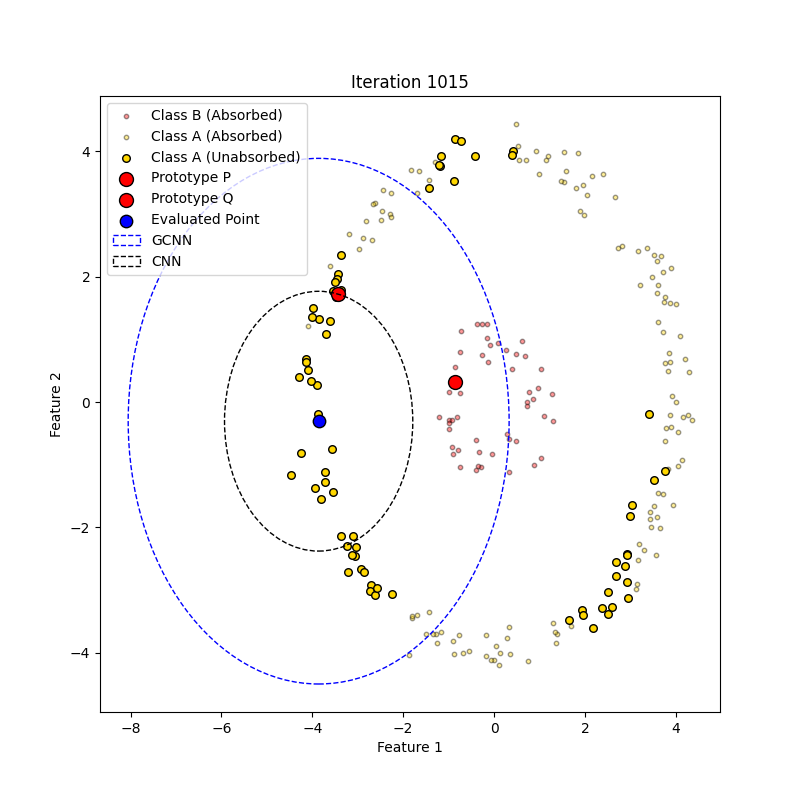 Iteration 1015
Class B (Absorbed)
Class A (Absorbed)
Class A (Unabsorbed)
Prototype P
Prototype Q
Evaluated Point
GCNN
CNN
4
2
0
−2
−4
Feature 2
−8
−6
−4
−2
0
2
4
Feature 1